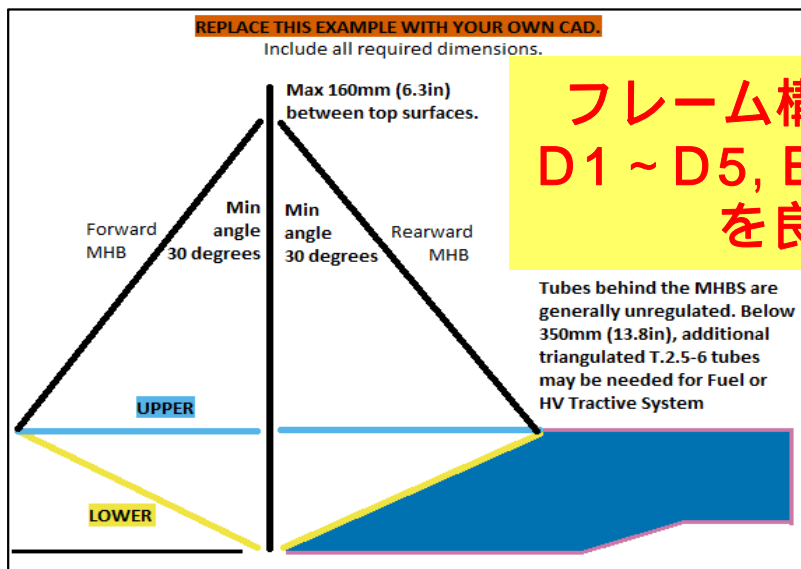 REPLACE THIS EXAMPLE WITH YOUR OWN CAD.
Include all required dimensions.
Max 160mm (6.3in)
between top surfaces.
フレーム構
D1~D5, E
を良
Forward
MHB
Min
angle
30 degrees
Min
angle
30 degrees
Rearward
MHB
Tubes behind the MHBS are
generally unregulated. Below
350mm (13.8in), additional
triangulated T.2.5-6 tubes
may be needed for Fuel or
HV Tractive System
UPPER
LOWER